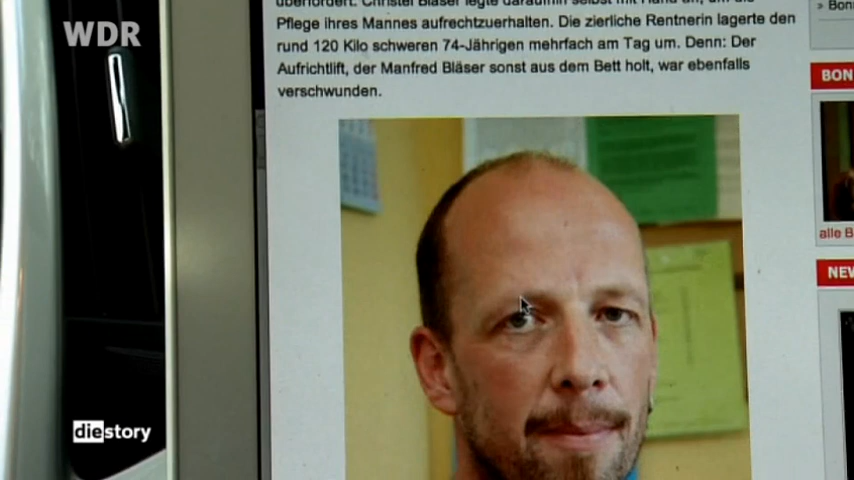 WDR
überfordert. Christel Bläser legte daraufhin selbst mit Hand an, um die
Pflege ihres Mannes aufrechtzuerhalten. Die zierliche Rentnerin lagerte den
rund 120 Kilo schweren 74-Jährigen mehrfach am Tag um. Denn: Der
Aufrichtlift, der Manfred Bläser sonst aus dem Bett holt, war ebenfalls
verschwunden.
» Bon
BON
alle B
NEW
diestory